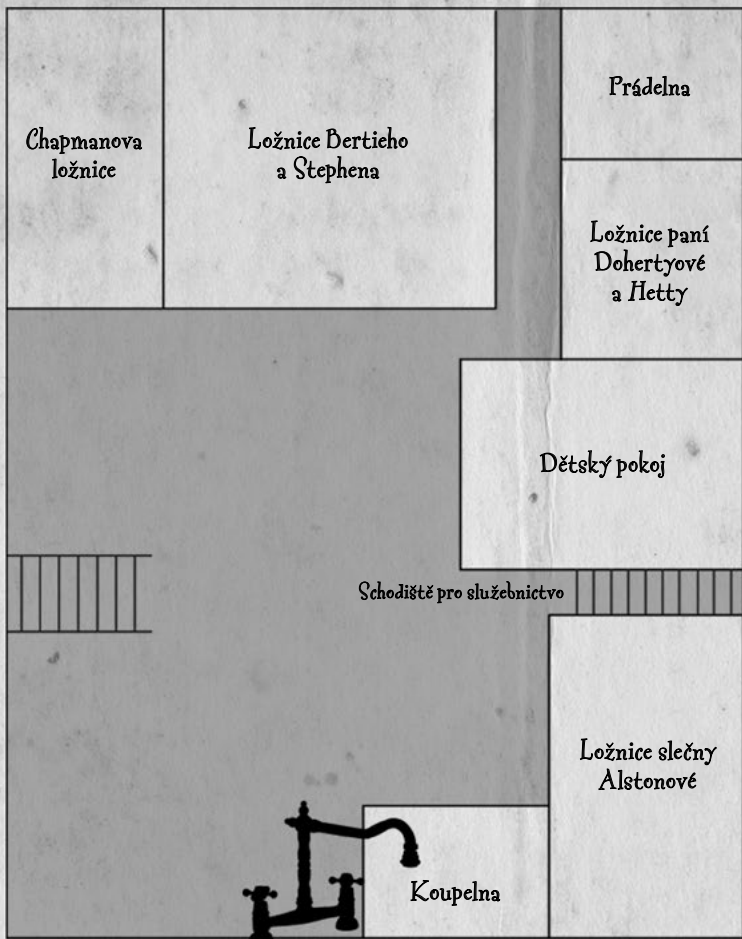 Prádelna
Chapmanova
ložnice
Ložnice Bertieho
a Stephena
Ložnice paní
Dohertyové
a Hetty
Dětský pokoj
Schodiště pro služebnictvo
Ložnice slečny
Alstonové
Koupelna